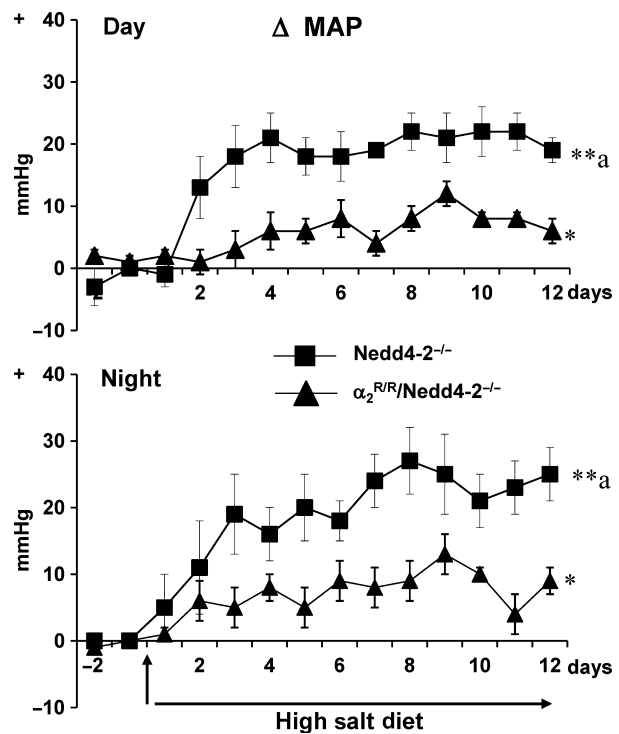 + 40 Day Δ MAP
30
20
**a
mmHg
10
*
0
−2 2 4 6 8 10 12 days
−10
Nedd4-2⁻/⁻
α₂ᴿ/ᴿ/Nedd4-2⁻/⁻
+ 40 Night
30
**a
20
mmHg
10
*
0
−2 2 4 6 8 10 12 days
−10
High salt diet